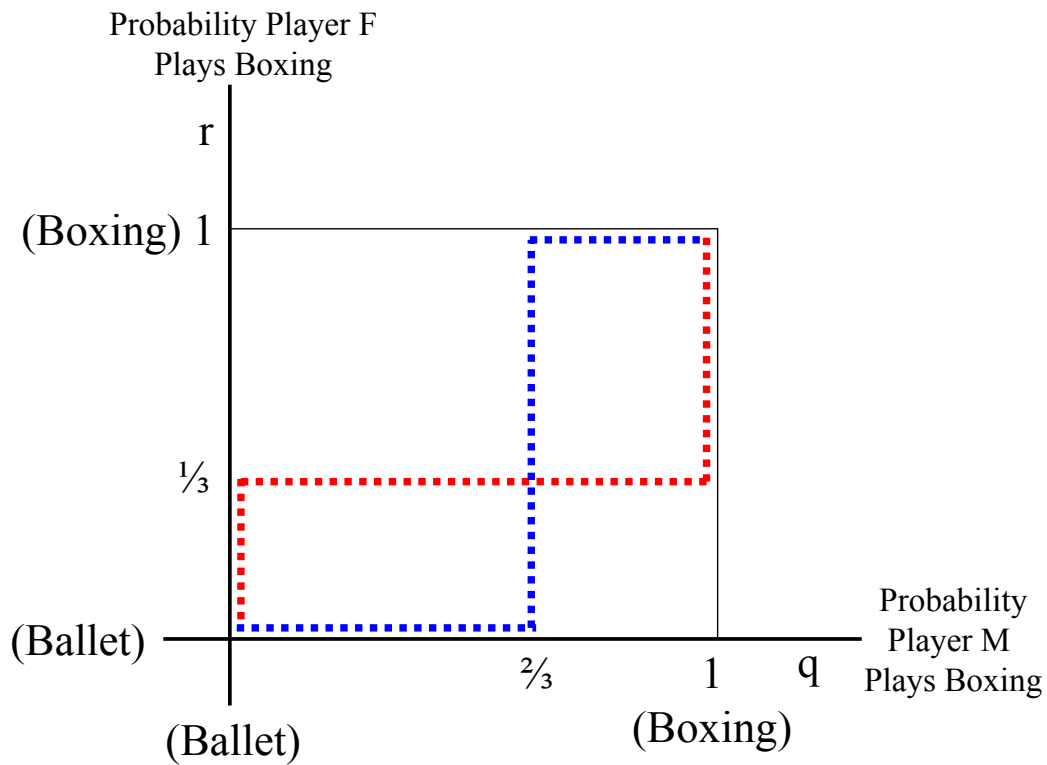 Probability Player F
Plays Boxing
r
(Boxing) 1
⅓
(Ballet)
Probability
Player M
Plays Boxing
⅔
1
q
(Ballet)
(Boxing)